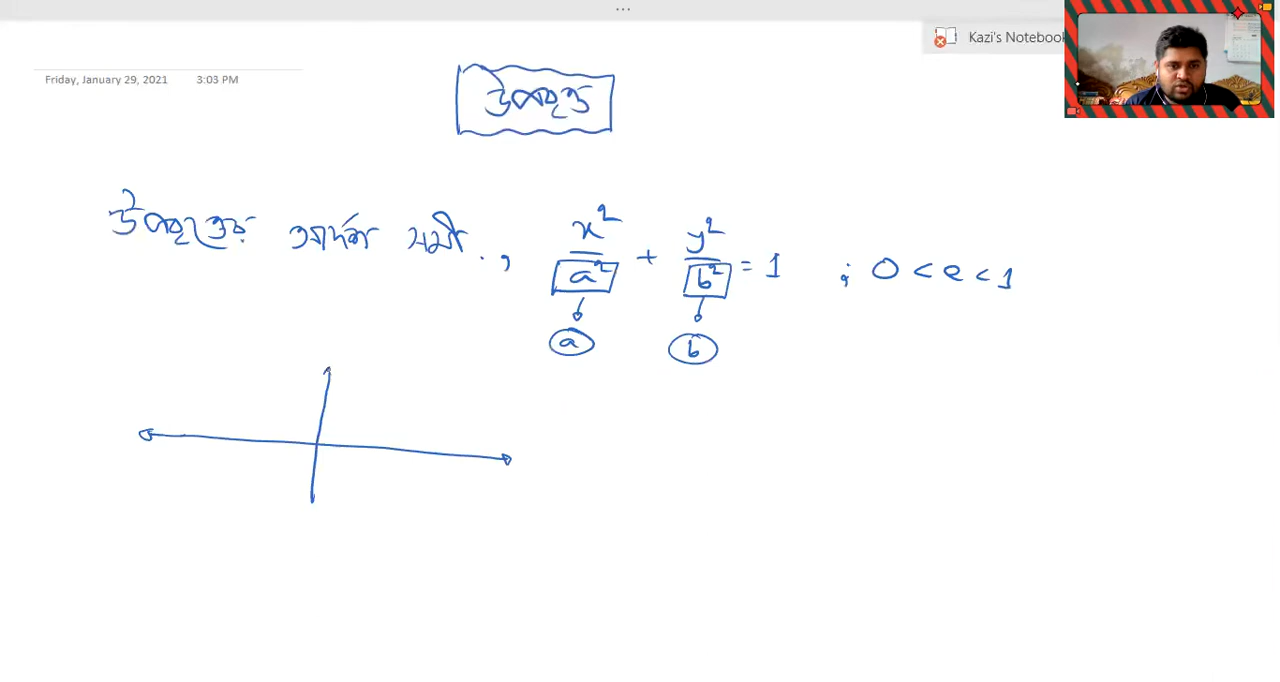 Kazi's Notebook
Friday, January 29, 2021 3:03 PM
উপবৃত্ত
উপবৃত্তের আদর্শ সমী. , x²/a² + y²/b² = 1 ; 0 < e < 1
a b